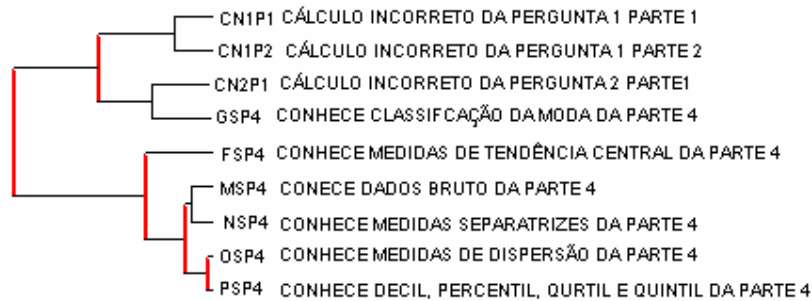 CN1P1 CÁLCULO INCORRETO DA PERGUNTA 1 PARTE 1
CN1P2 CÁLCULO INCORRETO DA PERGUNTA 1 PARTE 2
CN2P1 CÁLCULO INCORRETO DA PERGUNTA 2 PARTE1
GSP4 CONHECE CLASSIFCAÇÃO DA MODA DA PARTE 4
FSP4 CONHECE MEDIDAS DE TENDÊNCIA CENTRAL DA PARTE 4
MSP4 CONECE DADOS BRUTO DA PARTE 4
NSP4 CONHECE MEDIDAS SEPARATRIZES DA PARTE 4
OSP4 CONHECE MEDIDAS DE DISPERSÃO DA PARTE 4
PSP4 CONHECE DECIL, PERCENTIL, QURTIL E QUINTIL DA PARTE 4